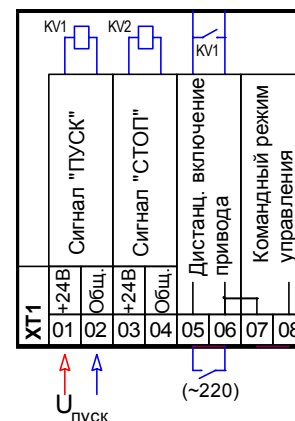 KV1
KV2
KV1
Сигнал "ПУСК"
Сигнал "СТОП"
Дистанц. включение
привода
Командный режим
управления
+24В
Общ.
+24В
Общ.
XT1
01
02
03
04
05
06
07
08
Uпуск
(~220)